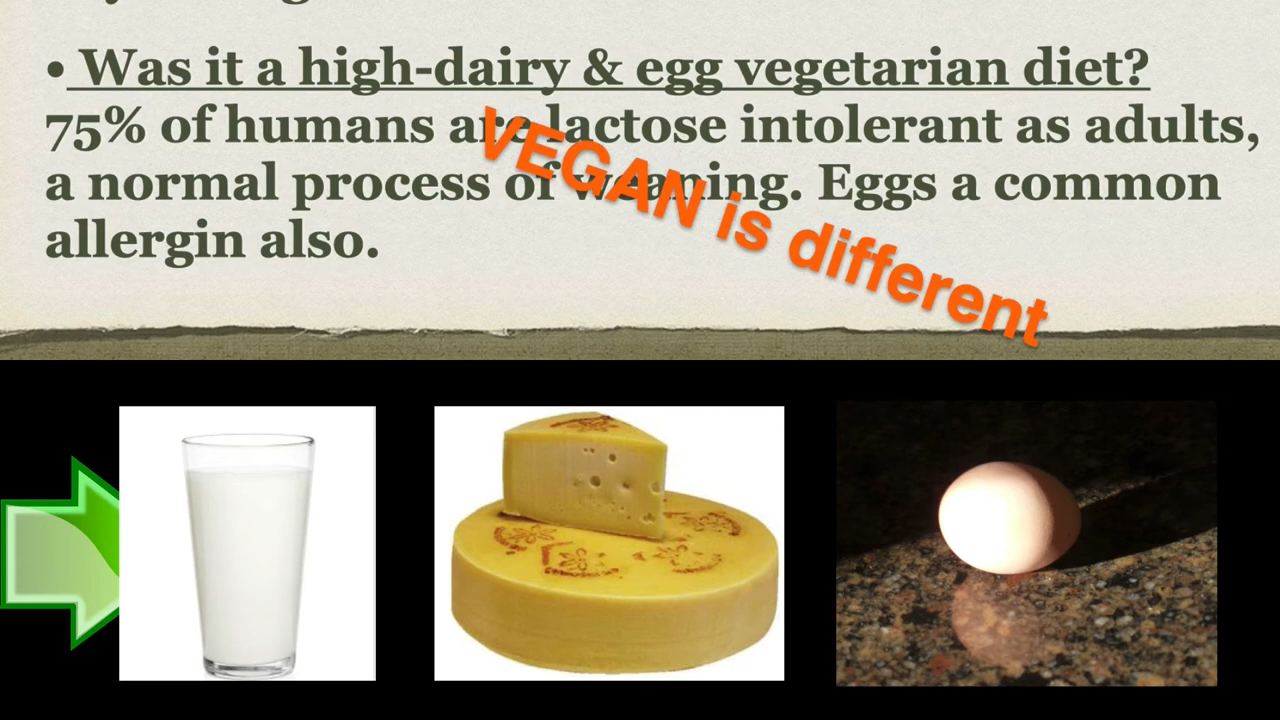 • Was it a high-dairy & egg vegetarian diet?
75% of humans are lactose intolerant as adults,
a normal process of weaning. Eggs a common
allergin also.
VEGAN is different